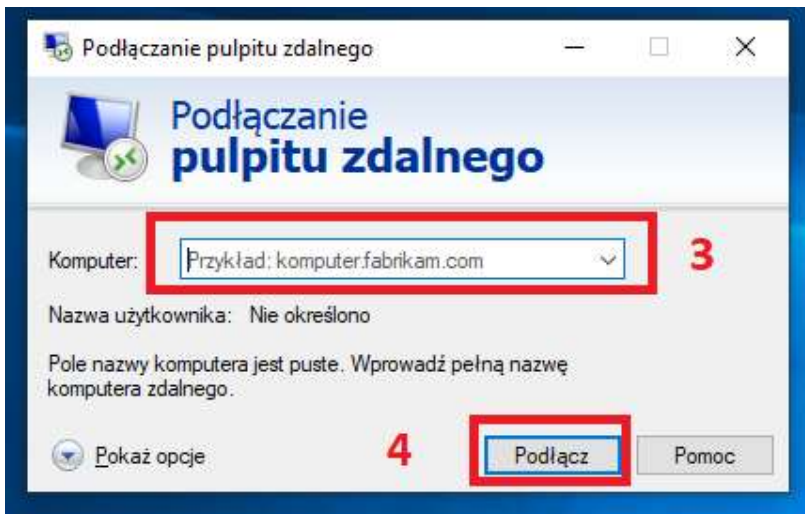 Podłączanie pulpitu zdalnego
Podłączanie
pulpitu zdalnego
Komputer: Przykład: komputer.fabrikam.com 3
Nazwa użytkownika: Nie określono
Pole nazwy komputera jest puste. Wprowadź pełną nazwę
komputera zdalnego.
Pokaż opcje 4 Podłącz Pomoc